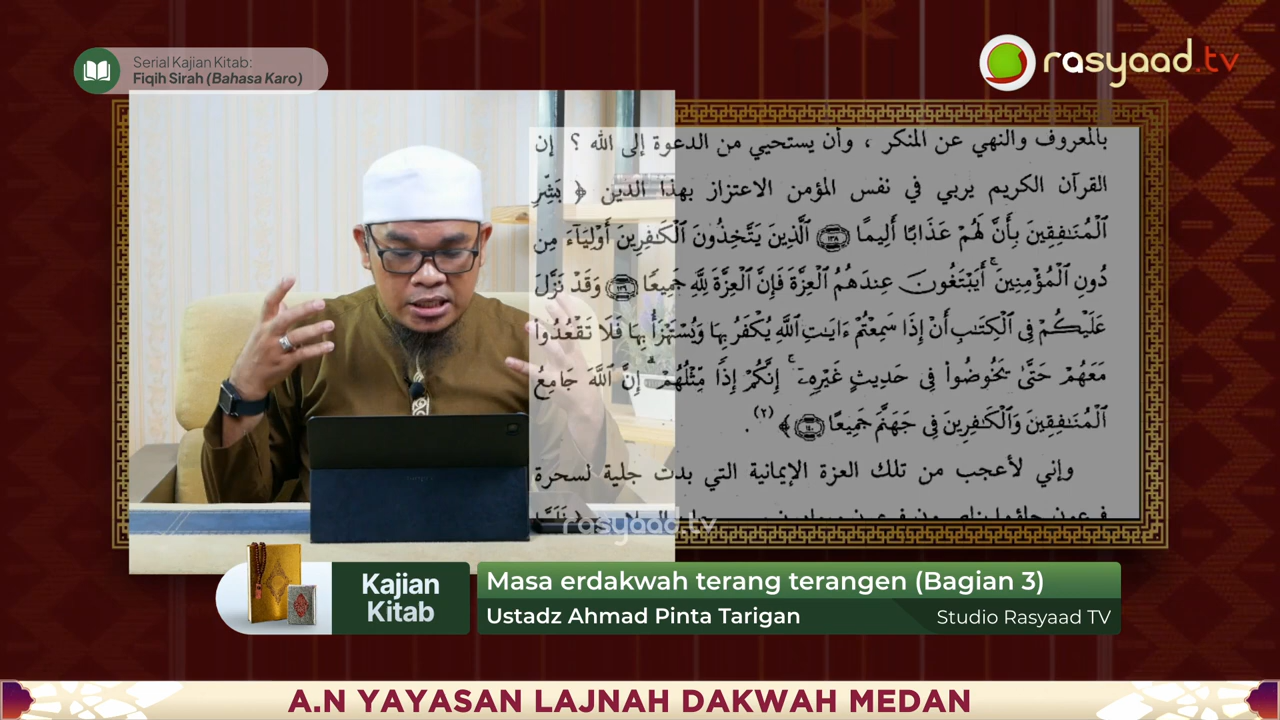 Serial Kajian Kitab:
Fiqih Sirah (Bahasa Karo)
rasyaad.tv
بالمعروف والنهي عن المنكر ، وأن يستحيي من الدعوة إلى الله ؟ إن
القرآن الكريم يربي في نفس المؤمن الاعتزاز بهذا الدين ﴿ بَشِّرِ
ٱلْمُنَٰفِقِينَ بِأَنَّ لَهُمْ عَذَابًا أَلِيمًا ١٣٨ ٱلَّذِينَ يَتَّخِذُونَ ٱلْكَٰفِرِينَ أَوْلِيَآءَ مِن
دُونِ ٱلْمُؤْمِنِينَ ۚ أَيَبْتَغُونَ عِندَهُمُ ٱلْعِزَّةَ فَإِنَّ ٱلْعِزَّةَ لِلَّهِ جَمِيعًا ١٣٩ وَقَدْ نَزَّلَ
عَلَيْكُمْ فِى ٱلْكِتَٰبِ أَنْ إِذَا سَمِعْتُمْ ءَايَٰتِ ٱللَّهِ يُكْفَرُ بِهَا وَيُسْتَهْزَأُ بِهَا فَلَا تَقْعُدُوا۟
مَعَهُمْ حَتَّىٰ يَخُوضُوا۟ فِى حَدِيثٍ غَيْرِهِۦٓ ۚ إِنَّكُمْ إِذًا مِّثْلُهُمْ ۗ إِنَّ ٱللَّهَ جَامِعُ
ٱلْمُنَٰفِقِينَ وَٱلْكَٰفِرِينَ فِى جَهَنَّمَ جَمِيعًا ١٤٠ ﴾ (٢) .
وإني لأعجب من تلك العزة الإيمانية التي بدت جلية لسحرة
rasyaad.tv
Kajian
Kitab
Masa erdakwah terang terangen (Bagian 3)
Ustadz Ahmad Pinta Tarigan
Studio Rasyaad TV
A.N YAYASAN LAJNAH DAKWAH MEDAN